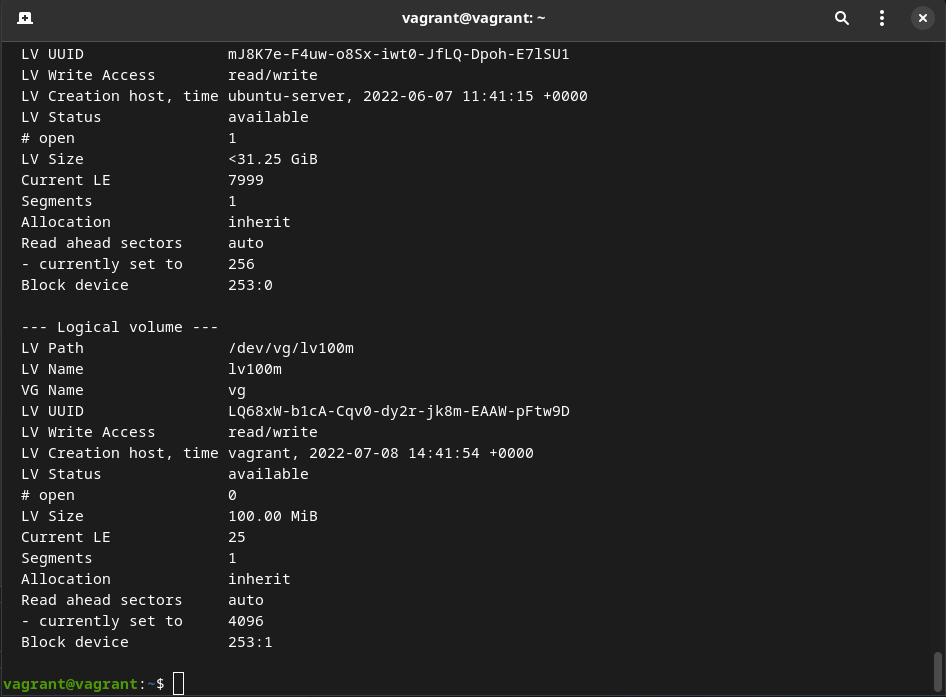 vagrant@vagrant: ~
LV UUID                mJ8K7e-F4uw-o8Sx-iwt0-JfLQ-Dpoh-E7lSU1
LV Write Access        read/write
LV Creation host, time ubuntu-server, 2022-06-07 11:41:15 +0000
LV Status              available
# open                 1
LV Size                <31.25 GiB
Current LE             7999
Segments               1
Allocation             inherit
Read ahead sectors     auto
- currently set to     256
Block device           253:0
--- Logical volume ---
LV Path                /dev/vg/lv100m
LV Name                lv100m
VG Name                vg
LV UUID                LQ68xW-b1cA-Cqv0-dy2r-jk8m-EAAW-pFtw9D
LV Write Access        read/write
LV Creation host, time vagrant, 2022-07-08 14:41:54 +0000
LV Status              available
# open                 0
LV Size                100.00 MiB
Current LE             25
Segments               1
Allocation             inherit
Read ahead sectors     auto
- currently set to     4096
Block device           253:1
vagrant@vagrant:~$